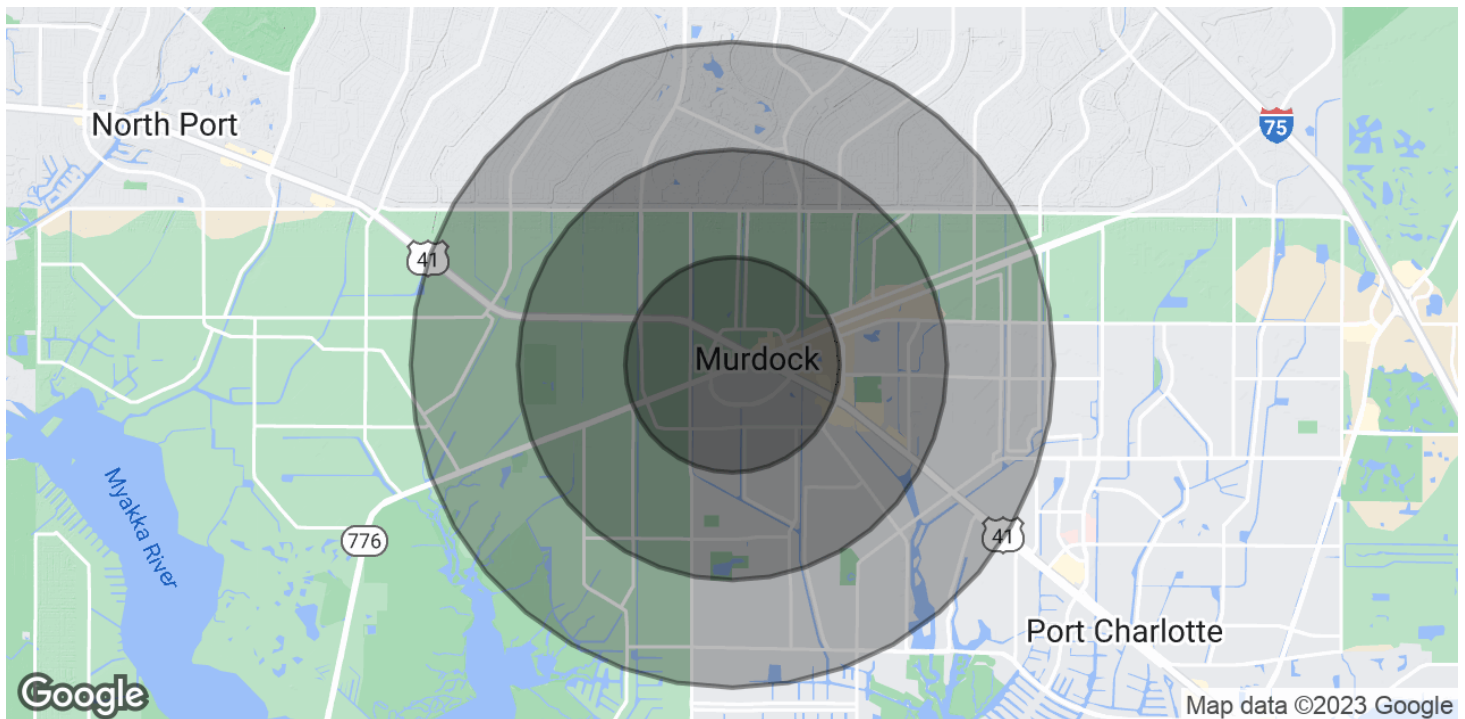 North Port
75
41
Murdock
Myakka River
776
41
Port Charlotte
Google
Map data ©2023 Google